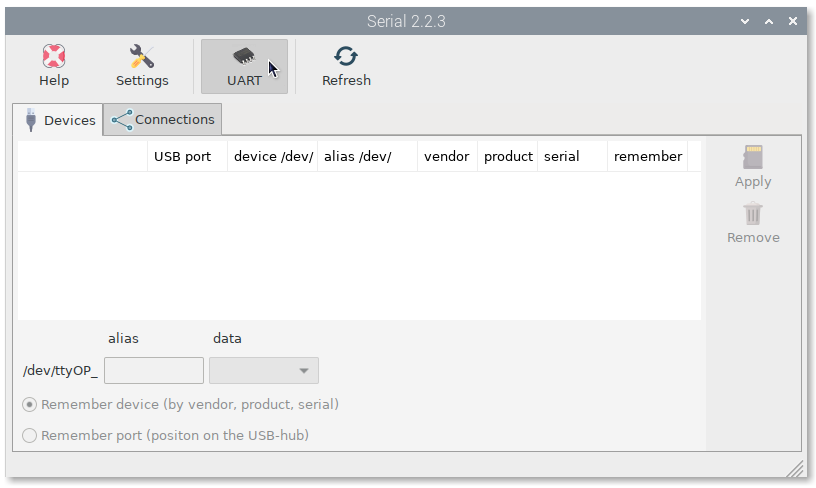 Serial 2.2.3
Help Settings UART Refresh
Devices Connections
USB port device /dev/ alias /dev/ vendor product serial remember
Apply
Remove
alias data
/dev/ttyOP_
Remember device (by vendor, product, serial)
Remember port (positon on the USB-hub)